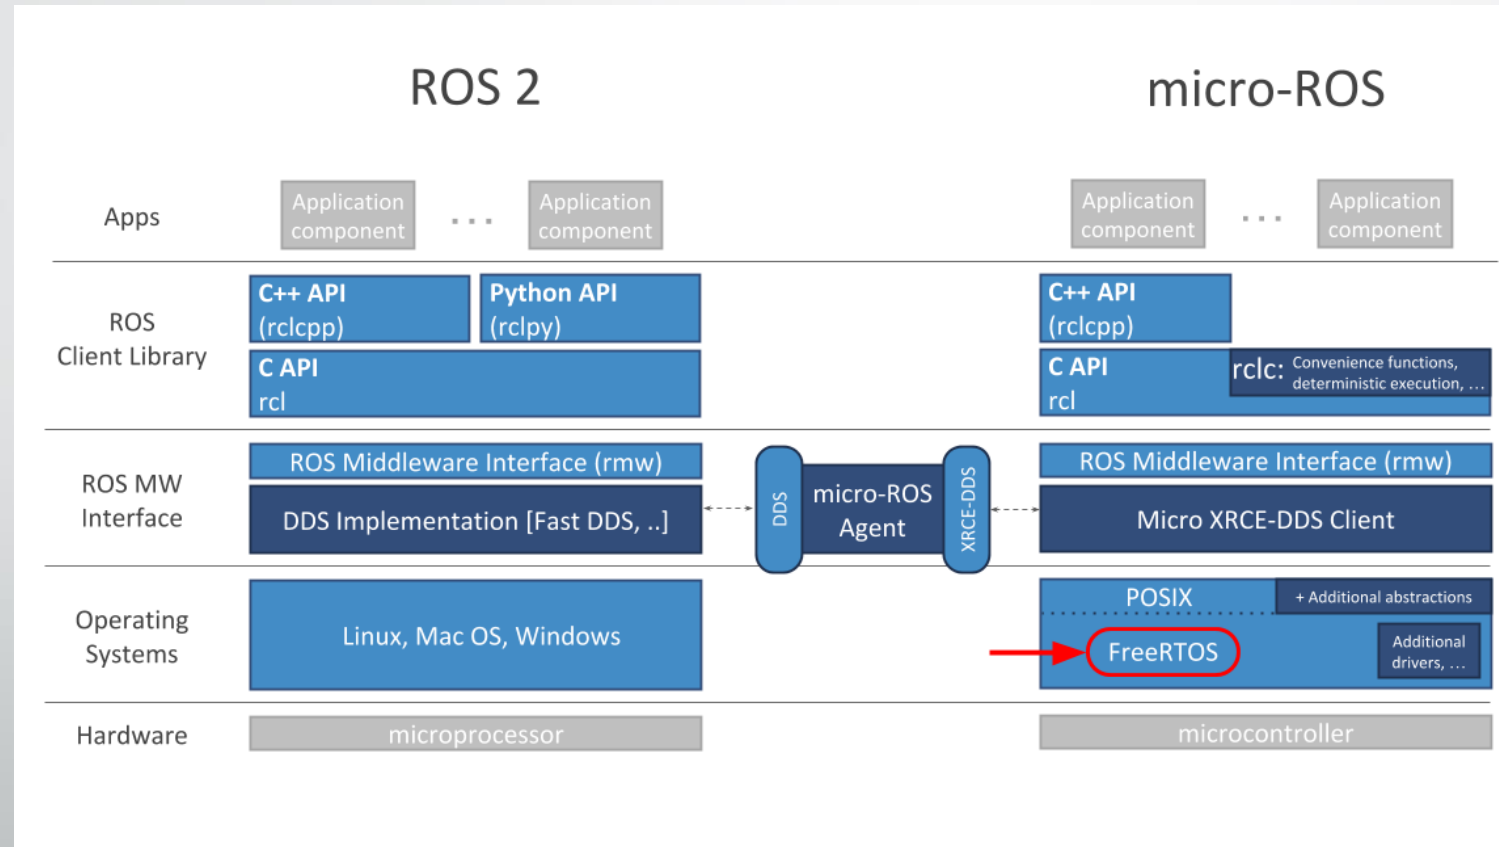 ROS 2
micro-ROS
Apps
Application
component
...
Application
component
Application
component
...
Application
component
ROS
Client Library
C++ API
(rclcpp)
Python API
(rclpy)
C API
rcl
C++ API
(rclcpp)
C API
rcl
rclc: Convenience functions,
deterministic execution, ...
ROS MW
Interface
ROS Middleware Interface (rmw)
DDS Implementation [Fast DDS, ..]
DDS
micro-ROS
Agent
XRCE-DDS
ROS Middleware Interface (rmw)
Micro XRCE-DDS Client
Operating
Systems
Linux, Mac OS, Windows
POSIX
+ Additional abstractions
FreeRTOS
Additional
drivers, ...
Hardware
microprocessor
microcontroller